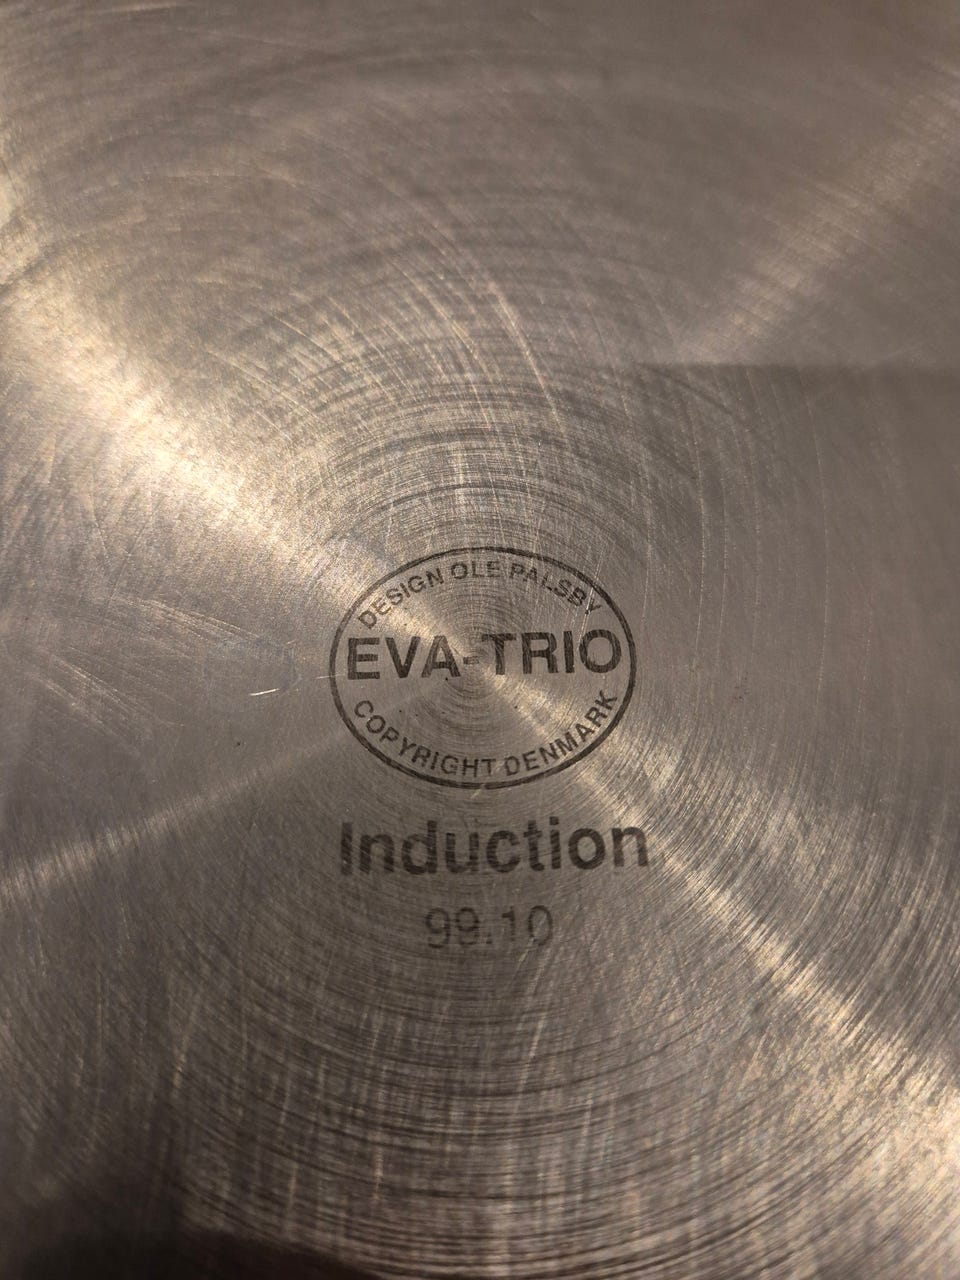 DESIGN OLE PALSBY
EVA-TRIO
COPYRIGHT DENMARK
Induction
99.10